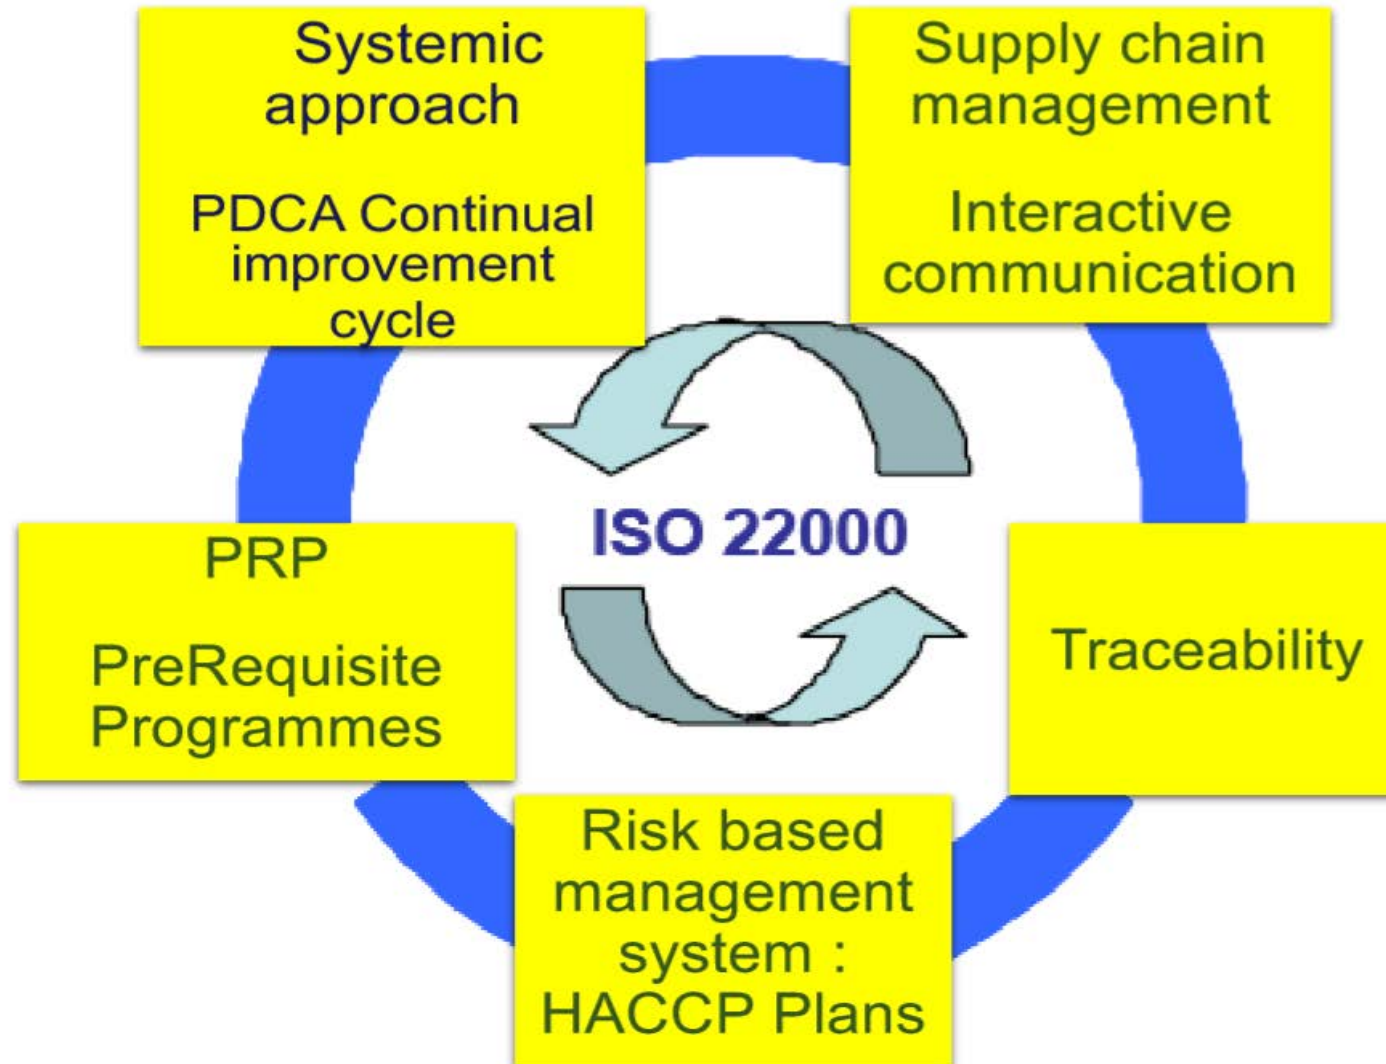 Systemic
approach
PDCA Continual
improvement
cycle
Supply chain
management
Interactive
communication
ISO 22000
PRP
PreRequisite
Programmes
Traceability
Risk based
management
system :
HACCP Plans